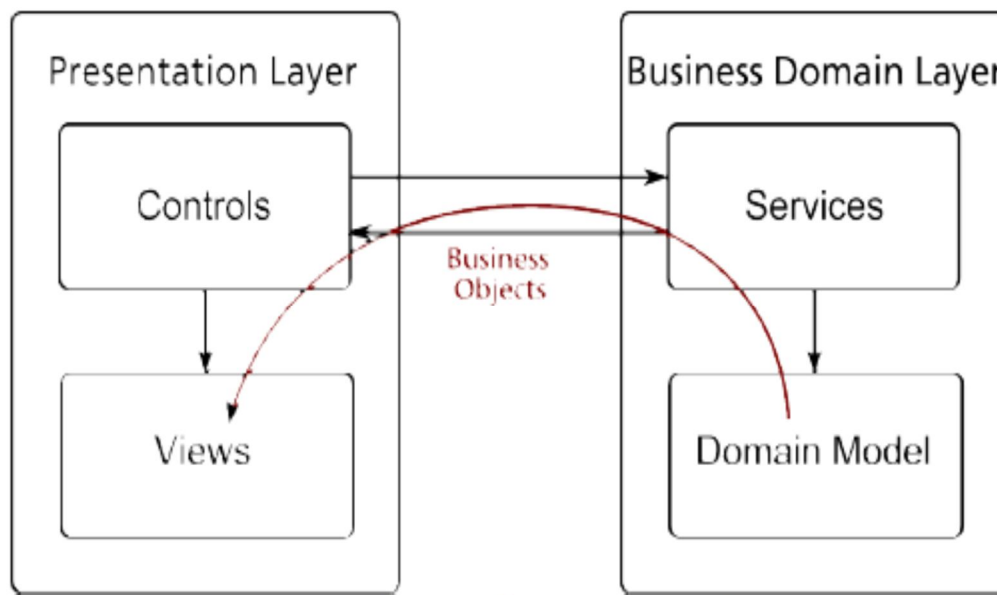 Presentation Layer
Business Domain Layer
Controls
Services
Business
Objects
Views
Domain Model